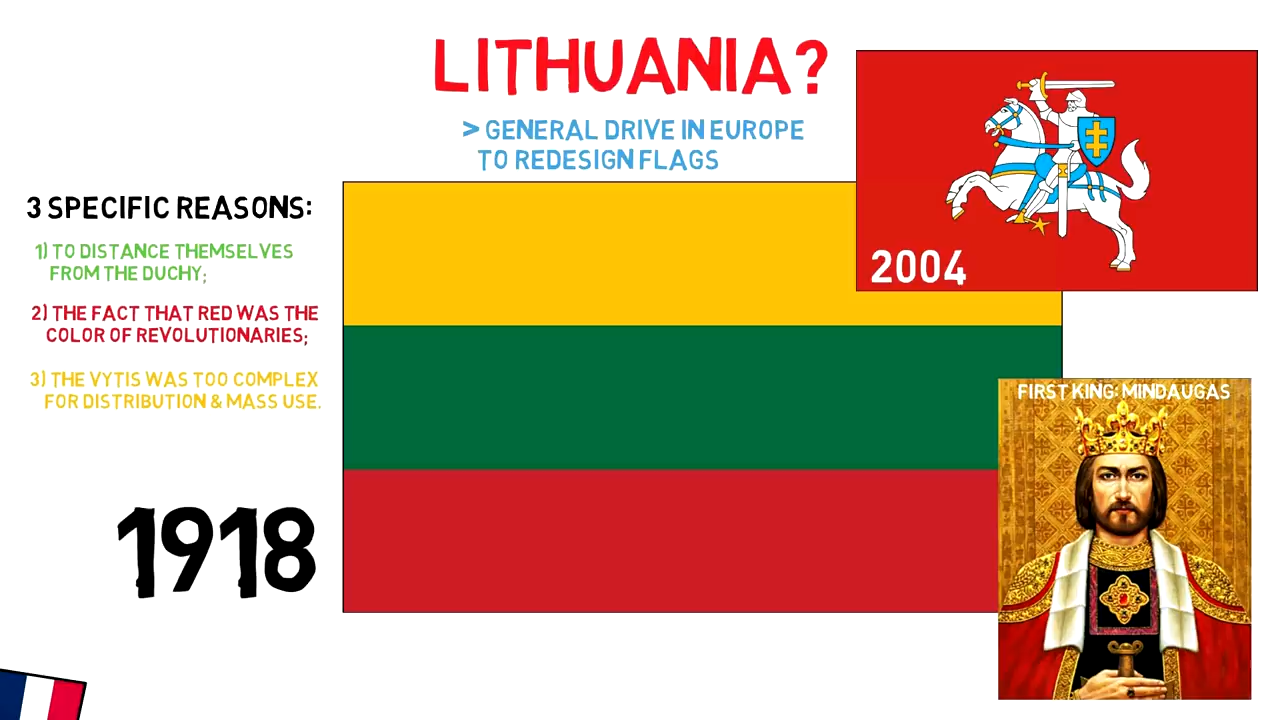 LITHUANIA?
> GENERAL DRIVE IN EUROPE
TO REDESIGN FLAGS
3 SPECIFIC REASONS:
1) TO DISTANCE THEMSELVES
FROM THE DUCHY;
2) THE FACT THAT RED WAS THE
COLOR OF REVOLUTIONARIES;
3) THE VYTIS WAS TOO COMPLEX
FOR DISTRIBUTION & MASS USE.
1918
2004
FIRST KING: MINDAUGAS